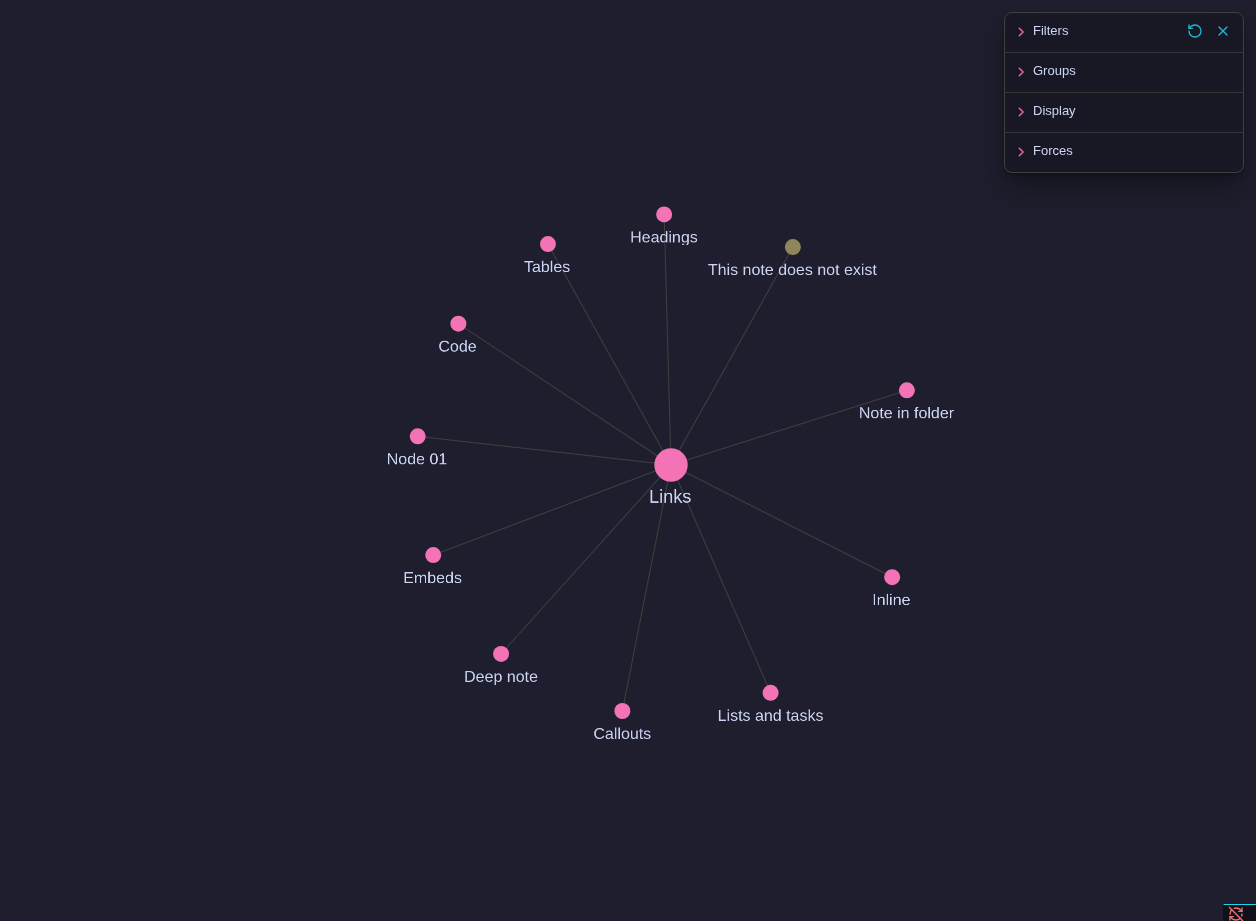 Filters
Groups
Display
Forces
Headings
This note does not exist
Tables
Code
Note in folder
Node 01
Links
Embeds
Inline
Deep note
Lists and tasks
Callouts